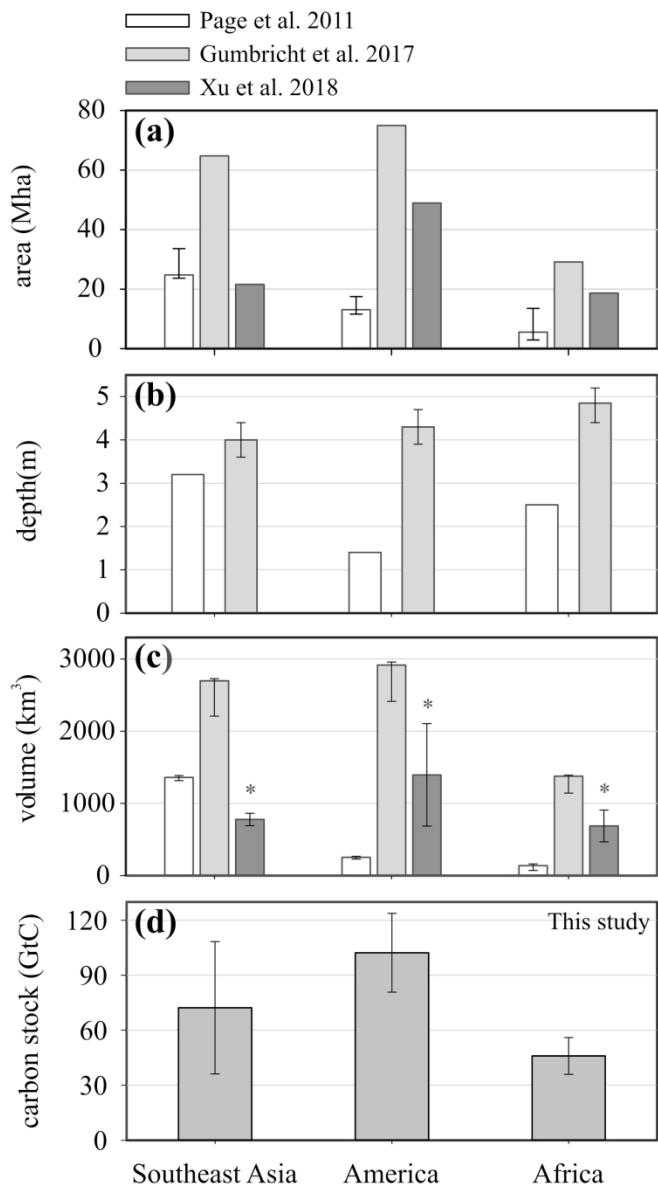 Page et al. 2011
Gumbricht et al. 2017
Xu et al. 2018
(a)
area (Mha)
80
60
40
20
0
(b)
depth(m)
5
4
3
2
1
0
(c)
volume (km³)
3000
2000
1000
0
*
*
*
(d)
This study
carbon stock (GtC)
120
90
60
30
0
Southeast Asia America Africa